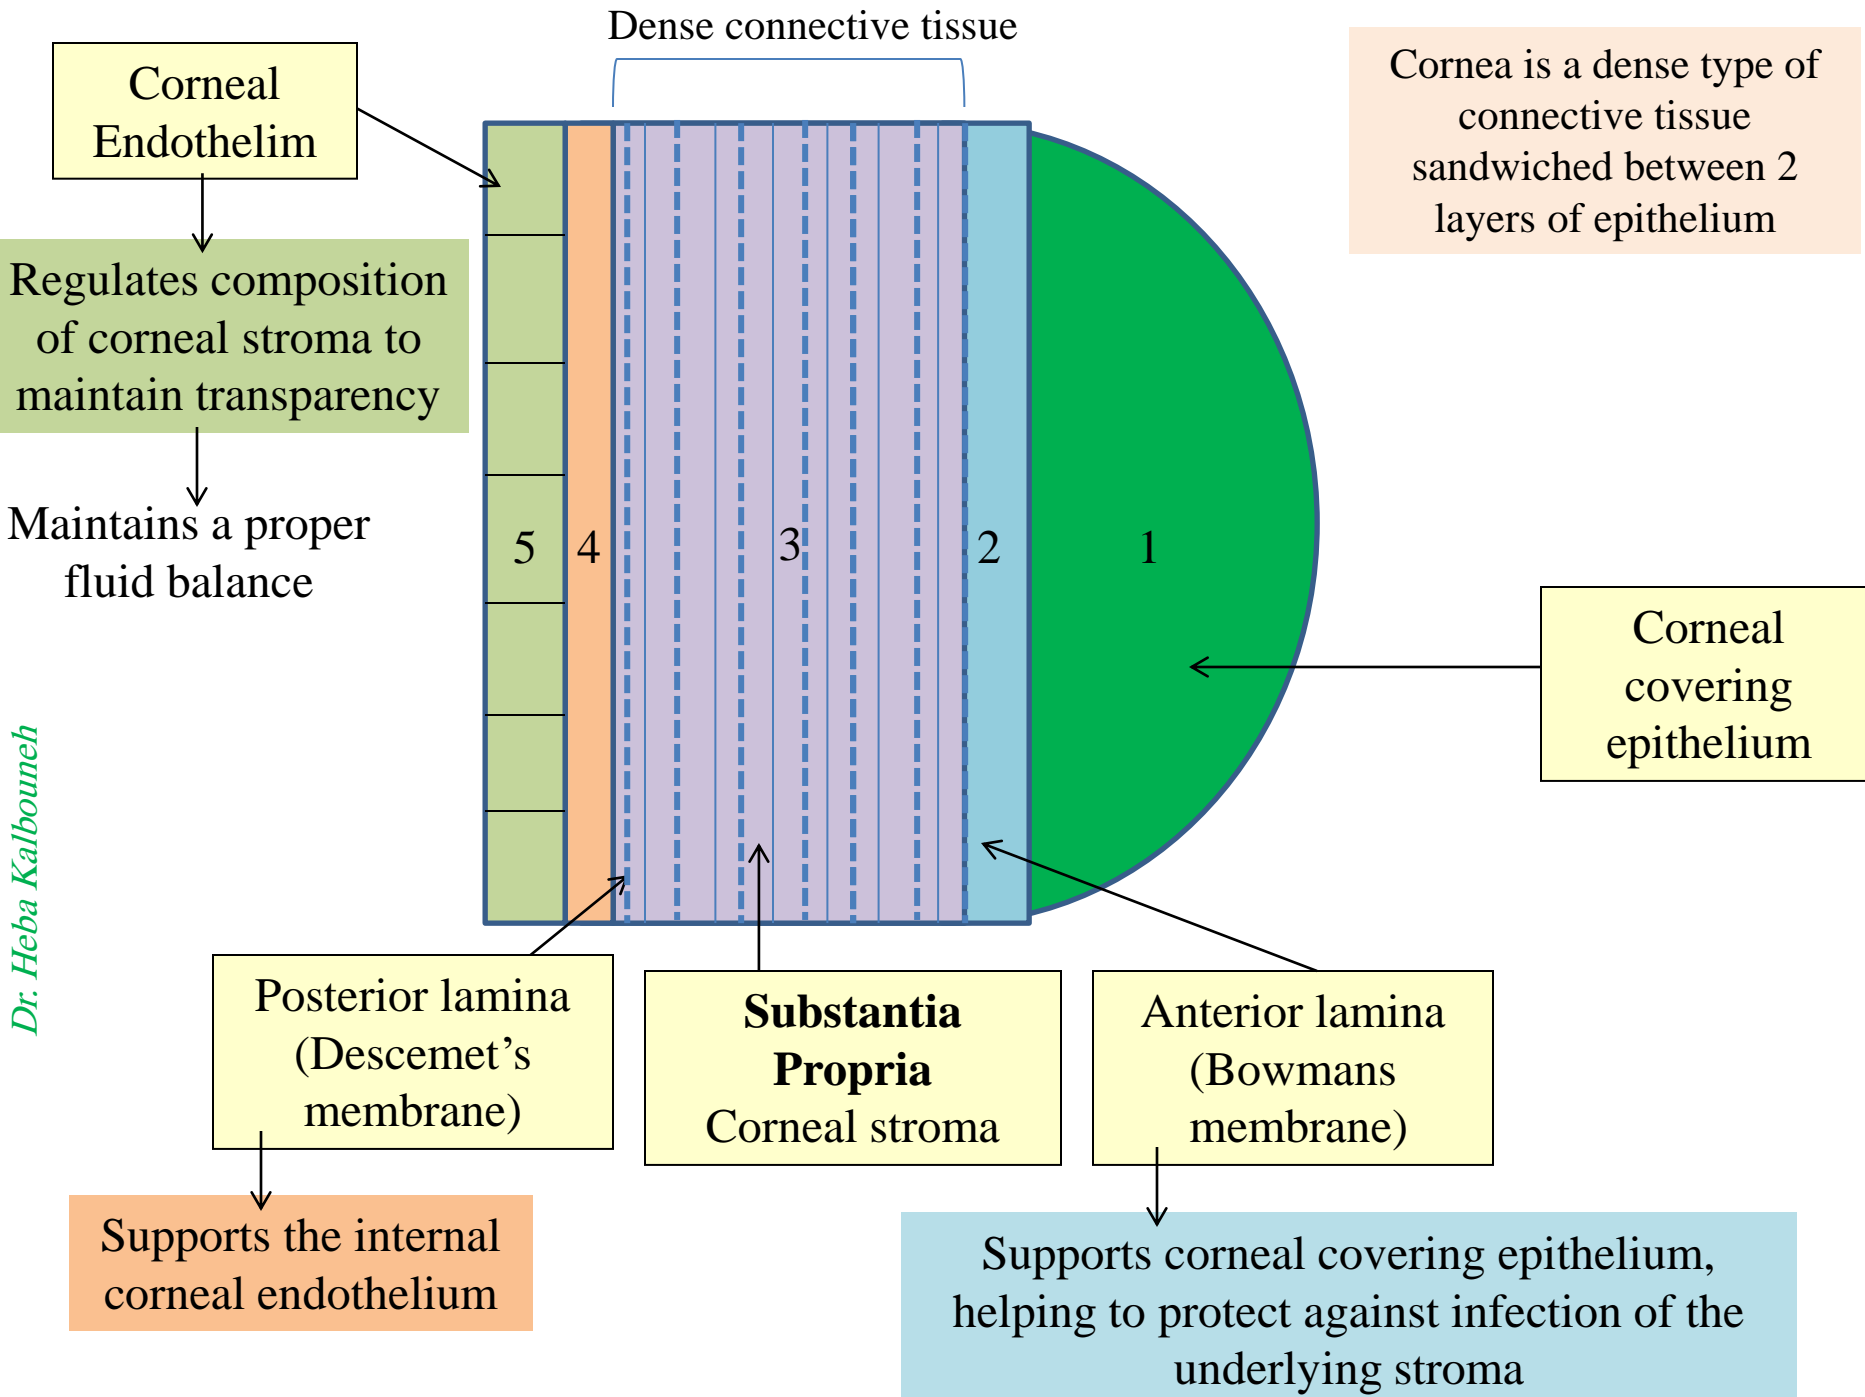 Dense connective tissue
Corneal
Endothelim
Cornea is a dense type of
connective tissue
sandwiched between 2
layers of epithelium
Regulates composition
of corneal stroma to
maintain transparency
Maintains a proper
fluid balance
5
4
3
2
1
Corneal
covering
epithelium
Dr. Heba Kalbouneh
Posterior lamina
(Descemet’s
membrane)
Substantia
Propria
Corneal stroma
Anterior lamina
(Bowmans
membrane)
Supports the internal
corneal endothelium
Supports corneal covering epithelium,
helping to protect against infection of the
underlying stroma